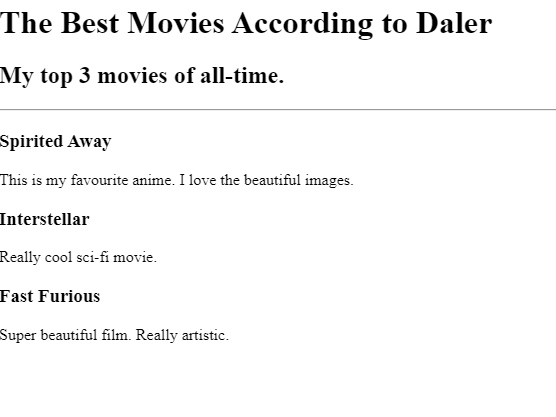 The Best Movies According to Daler
My top 3 movies of all-time.
Spirited Away
This is my favourite anime. I love the beautiful images.
Interstellar
Really cool sci-fi movie.
Fast Furious
Super beautiful film. Really artistic.